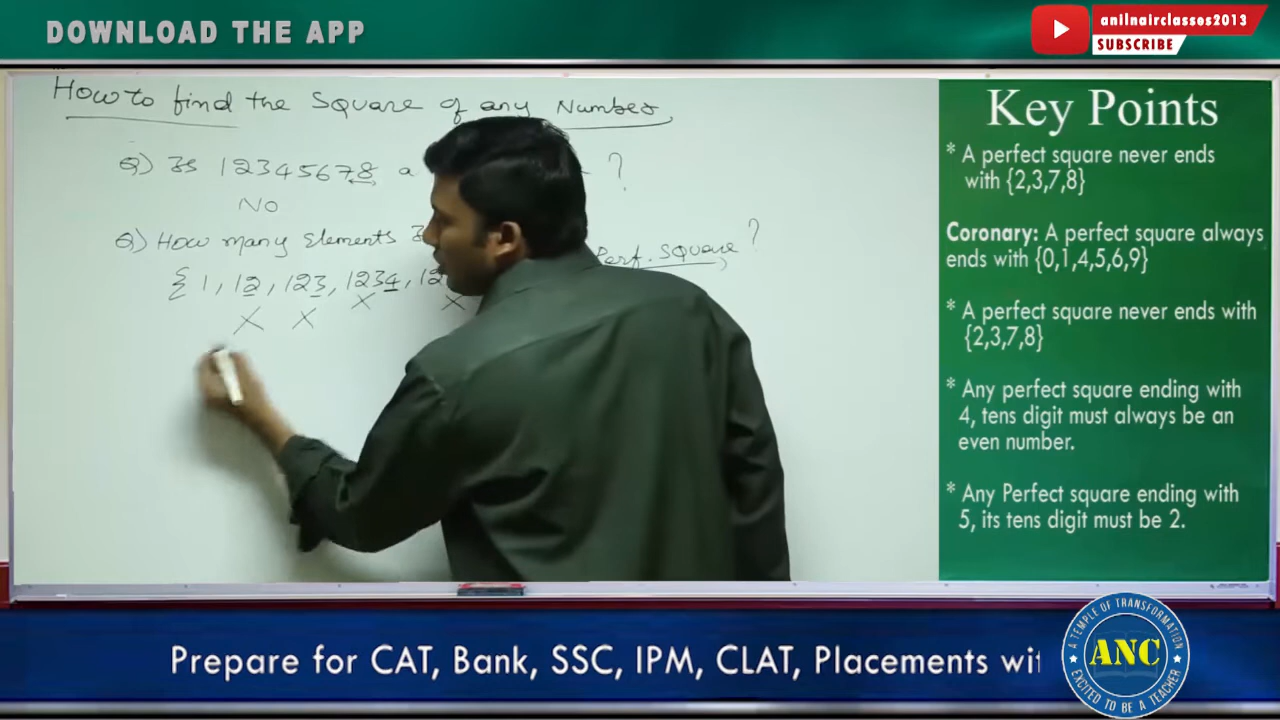 DOWNLOAD THE APP
anilnairclasses2013
SUBSCRIBE
How to find the Square of any Number
Q) Is 12345678 a ?
NO
Q) How many Elements Perf. Square ?
{ 1, 12, 123, 1234, 12
X X X X
Key Points
* A perfect square never ends
with {2,3,7,8}
Coronary: A perfect square always
ends with {0,1,4,5,6,9}
* A perfect square never ends with
{2,3,7,8}
* Any perfect square ending with
4, tens digit must always be an
even number.
* Any Perfect square ending with
5, its tens digit must be 2.
Prepare for CAT, Bank, SSC, IPM, CLAT, Placements wit
A TEMPLE OF TRANSFORMATION
ANC
EXCITED TO BE A TEACHER